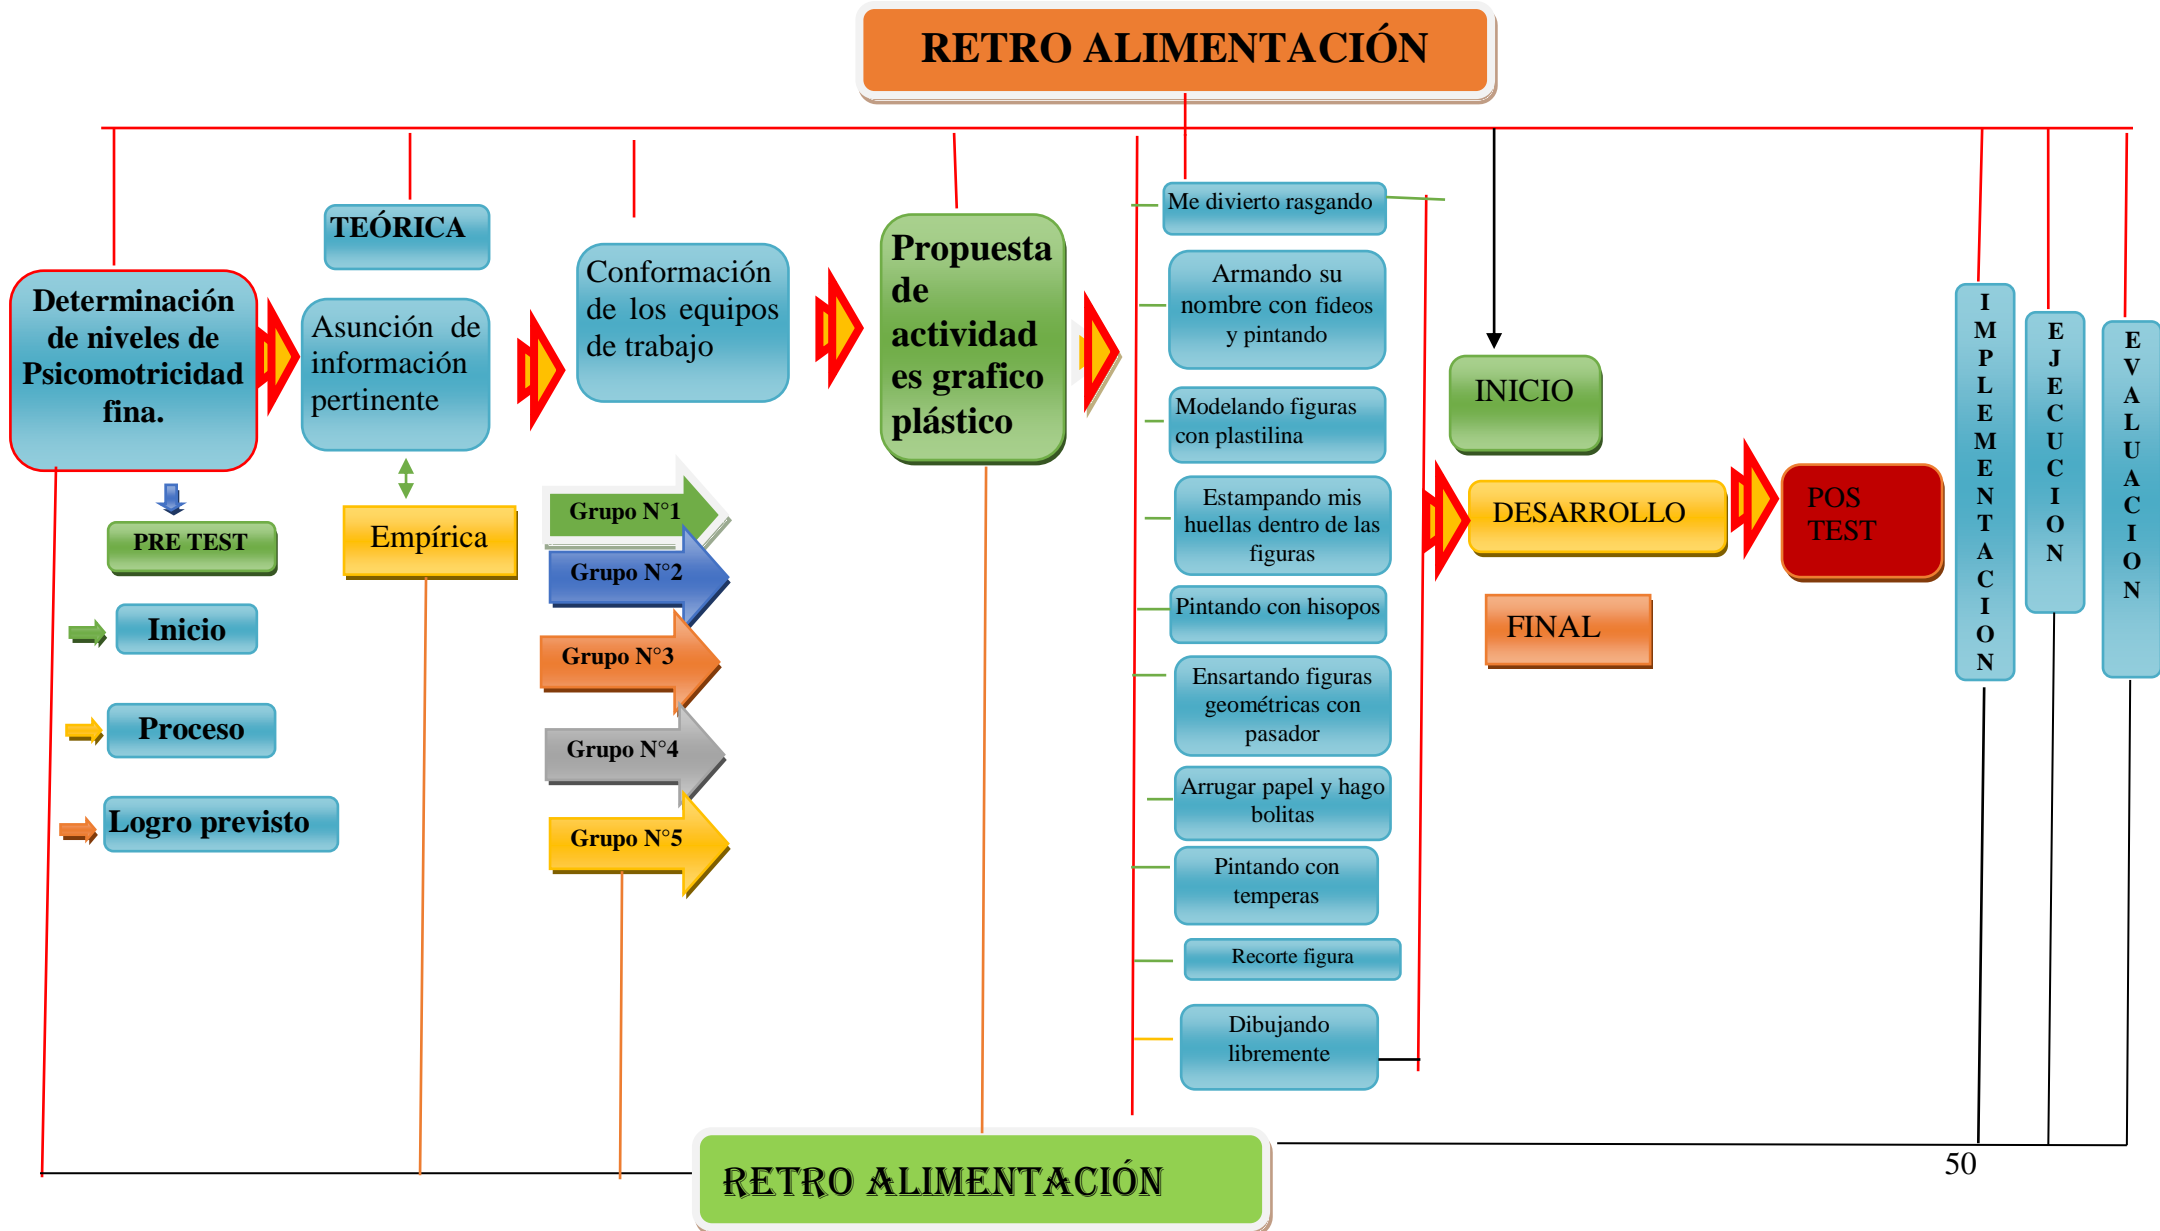 RETRO ALIMENTACIÓN
Determinación
de niveles de
Psicomotricidad
fina.
PRE TEST
Inicio
Proceso
Logro previsto
TEÓRICA
Asunción de
información
pertinente
Empírica
Conformación
de los equipos
de trabajo
Grupo N°1
Grupo N°2
Grupo N°3
Grupo N°4
Grupo N°5
Propuesta
de
actividad
es grafico
plástico
Me divierto rasgando
Armando su
nombre con fideos
y pintando
Modelando figuras
con plastilina
Estampando mis
huellas dentro de las
figuras
Pintando con hisopos
Ensartando figuras
geométricas con
pasador
Arrugar papel y hago
bolitas
Pintando con
temperas
Recorte figura
Dibujando
libremente
INICIO
DESARROLLO
FINAL
POS
TEST
IMPLEMENTACION
EJECUCION
EVALUACION
RETRO ALIMENTACIÓN
50